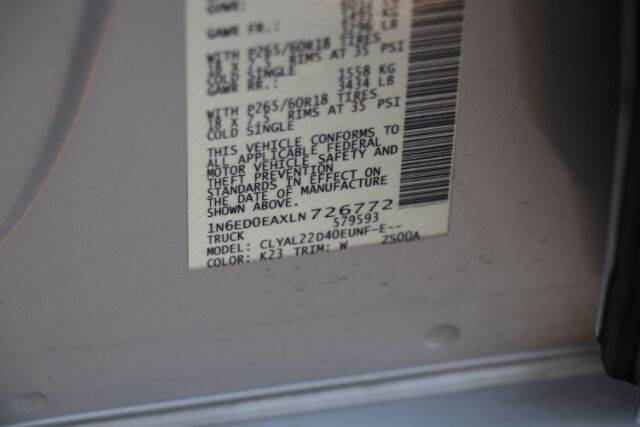 GAWR FR.:
WITH P265/60R18 TIRES
18 X 7.5 RIMS AT 35 PSI
COLD SINGLE 1558 KG
GAWR RR.: 3434 LB
WITH P265/60R18 TIRES
18 X 7.5 RIMS AT 35 PSI
COLD SINGLE
THIS VEHICLE CONFORMS TO
ALL APPLICABLE FEDERAL
MOTOR VEHICLE SAFETY AND
THEFT PREVENTION
STANDARDS IN EFFECT ON
THE DATE OF MANUFACTURE
SHOWN ABOVE.
1N6ED0EAXLN726772
TRUCK 579593
MODEL: CLYAL22D40EUNF-E--
COLOR: K23 TRIM: W ZS00A